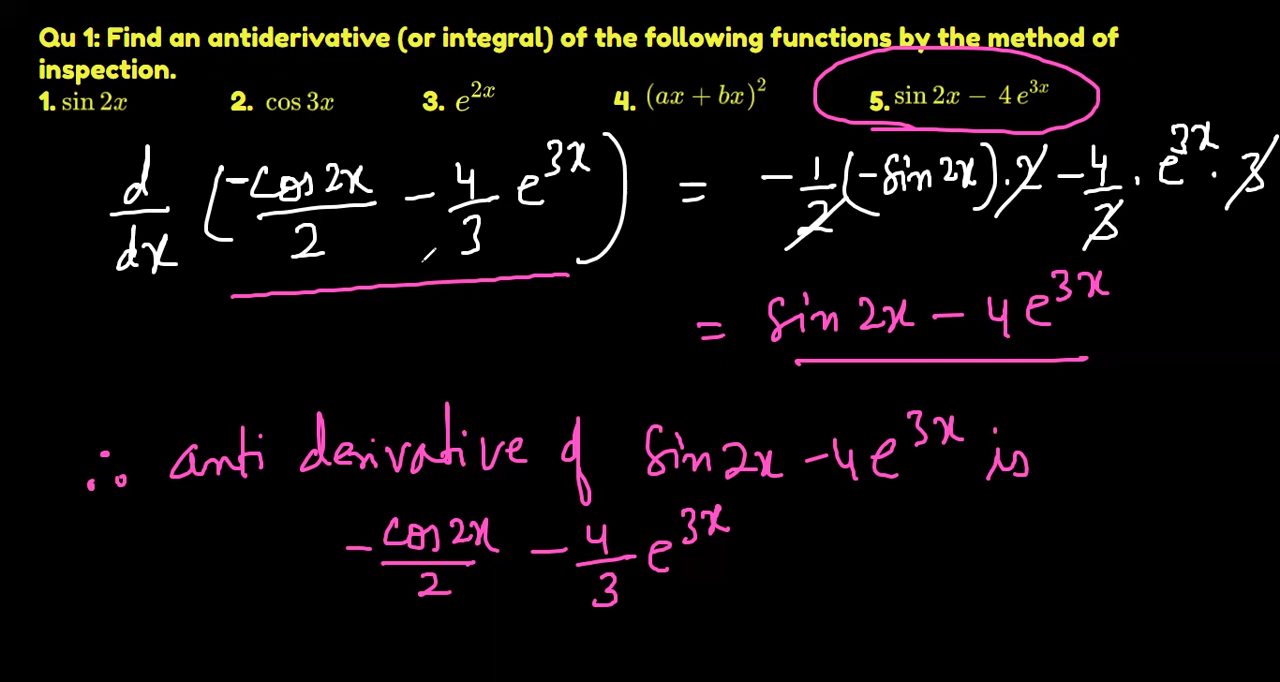 Qu 1: Find an antiderivative (or integral) of the following functions by the method of
inspection.
1. sin 2x 2. cos 3x 3. e^{2x} 4. (ax + bx)^2 5. sin 2x − 4 e^{3x}
d/dx (-cos2x/2 - 4/3 e^{3x}) = -1/2 (-sin 2x) · 2 - 4/3 · e^{3x} · 3
= sin 2x - 4e^{3x}
∴ anti derivative of sin 2x - 4e^{3x} is
- cos 2x/2 - 4/3 e^{3x}